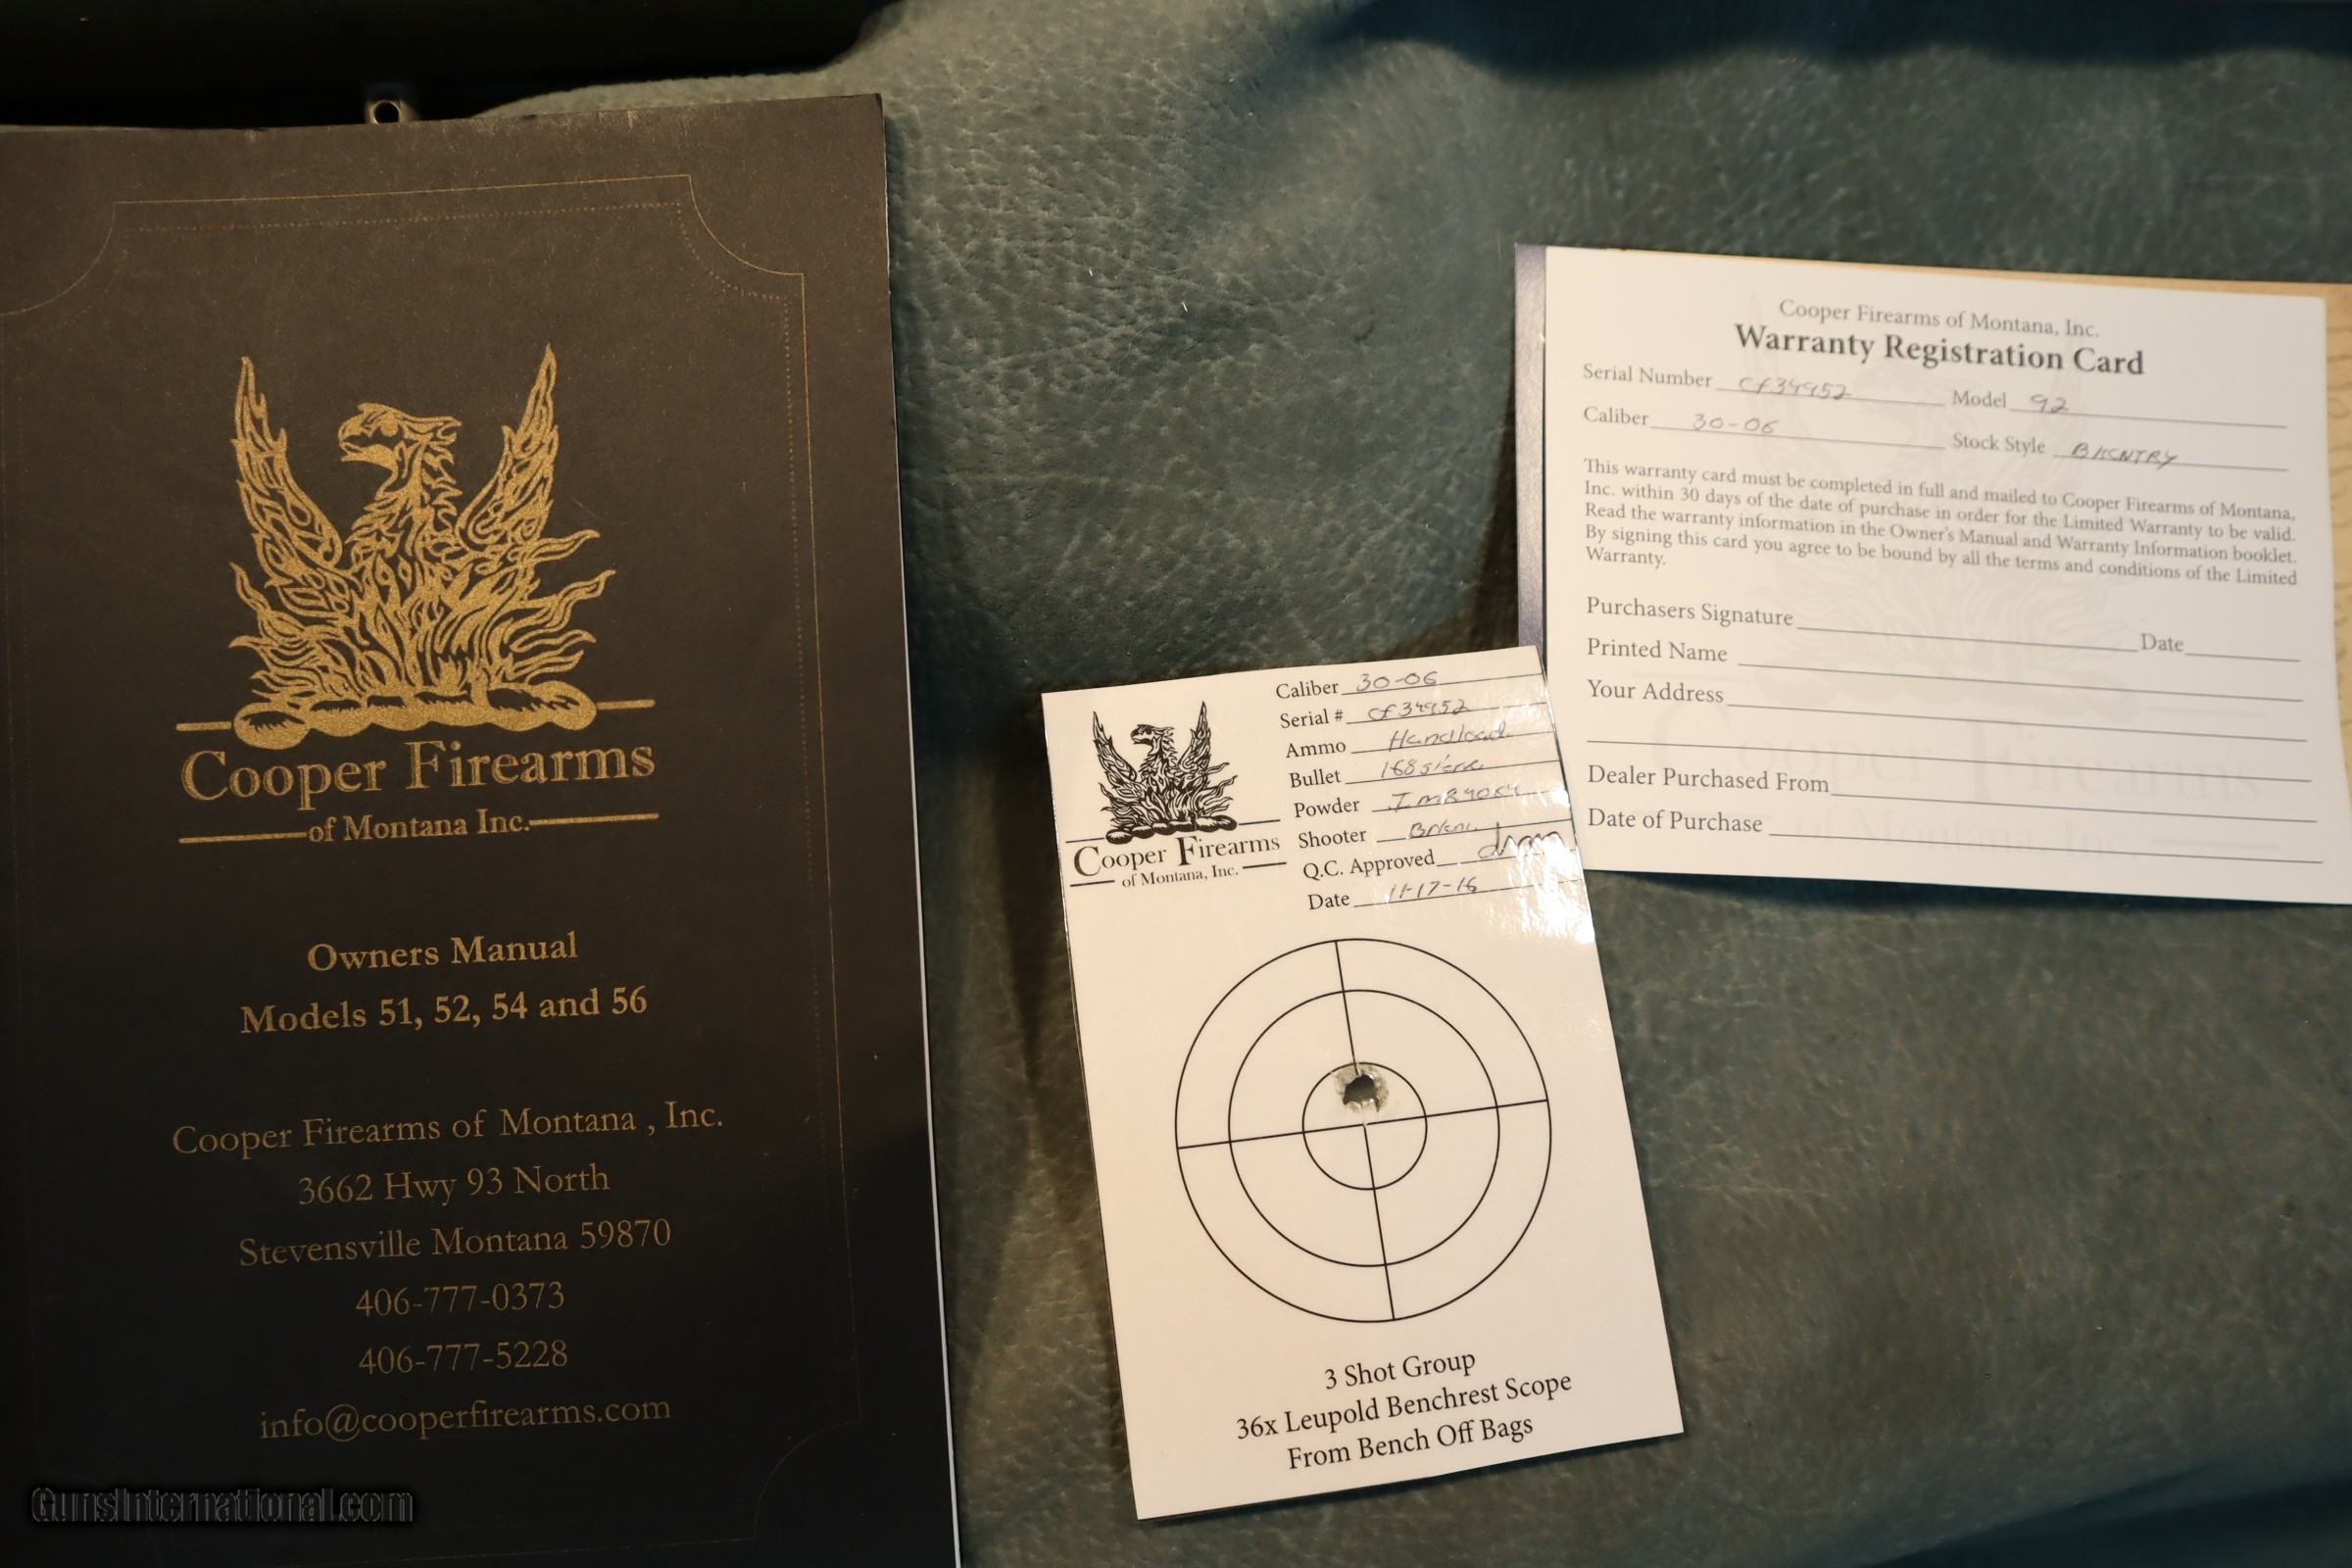 Cooper Firearms
of Montana Inc.
Owners Manual
Models 51, 52, 54 and 56
Cooper Firearms of Montana , Inc.
3662 Hwy 93 North
Stevensville Montana 59870
406-777-0373
406-777-5228
info@cooperfirearms.com
Caliber 30-06
Serial #
Ammo Handload
Bullet 168
Powder
Shooter
Q.C. Approved
Date 11-17-16
Cooper Firearms
of Montana, Inc.
3 Shot Group
36x Leupold Benchrest Scope
From Bench Off Bags
Cooper Firearms of Montana, Inc.
Warranty Registration Card
Serial Number Model 92
Caliber 30-06 Stock Style BKCNTRY
This warranty card must be completed in full and mailed to Cooper Firearms of Montana,
Inc. within 30 days of the date of purchase in order for the Limited Warranty to be valid.
Read the warranty information in the Owner's Manual and Warranty Information booklet.
By signing this card you agree to be bound by all the terms and conditions of the Limited
Warranty.
Purchasers Signature Date
Printed Name
Your Address
Dealer Purchased From
Date of Purchase
GunsInternational.com